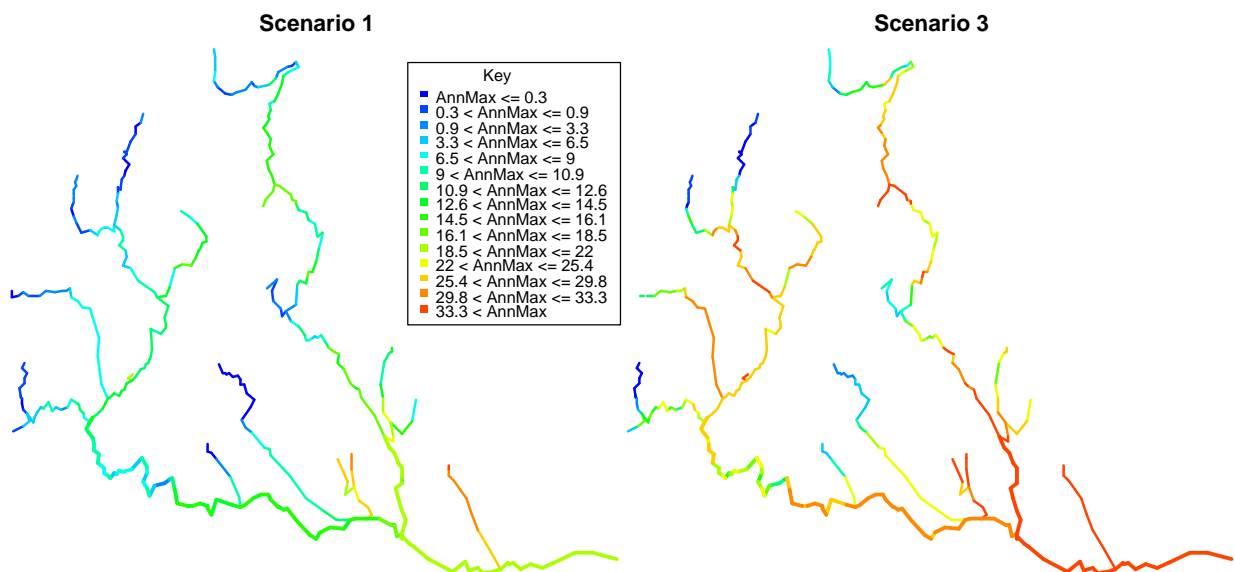 Scenario 1
Scenario 3
Key
AnnMax <= 0.3
0.3 < AnnMax <= 0.9
0.9 < AnnMax <= 3.3
3.3 < AnnMax <= 6.5
6.5 < AnnMax <= 9
9 < AnnMax <= 10.9
10.9 < AnnMax <= 12.6
12.6 < AnnMax <= 14.5
14.5 < AnnMax <= 16.1
16.1 < AnnMax <= 18.5
18.5 < AnnMax <= 22
22 < AnnMax <= 25.4
25.4 < AnnMax <= 29.8
29.8 < AnnMax <= 33.3
33.3 < AnnMax